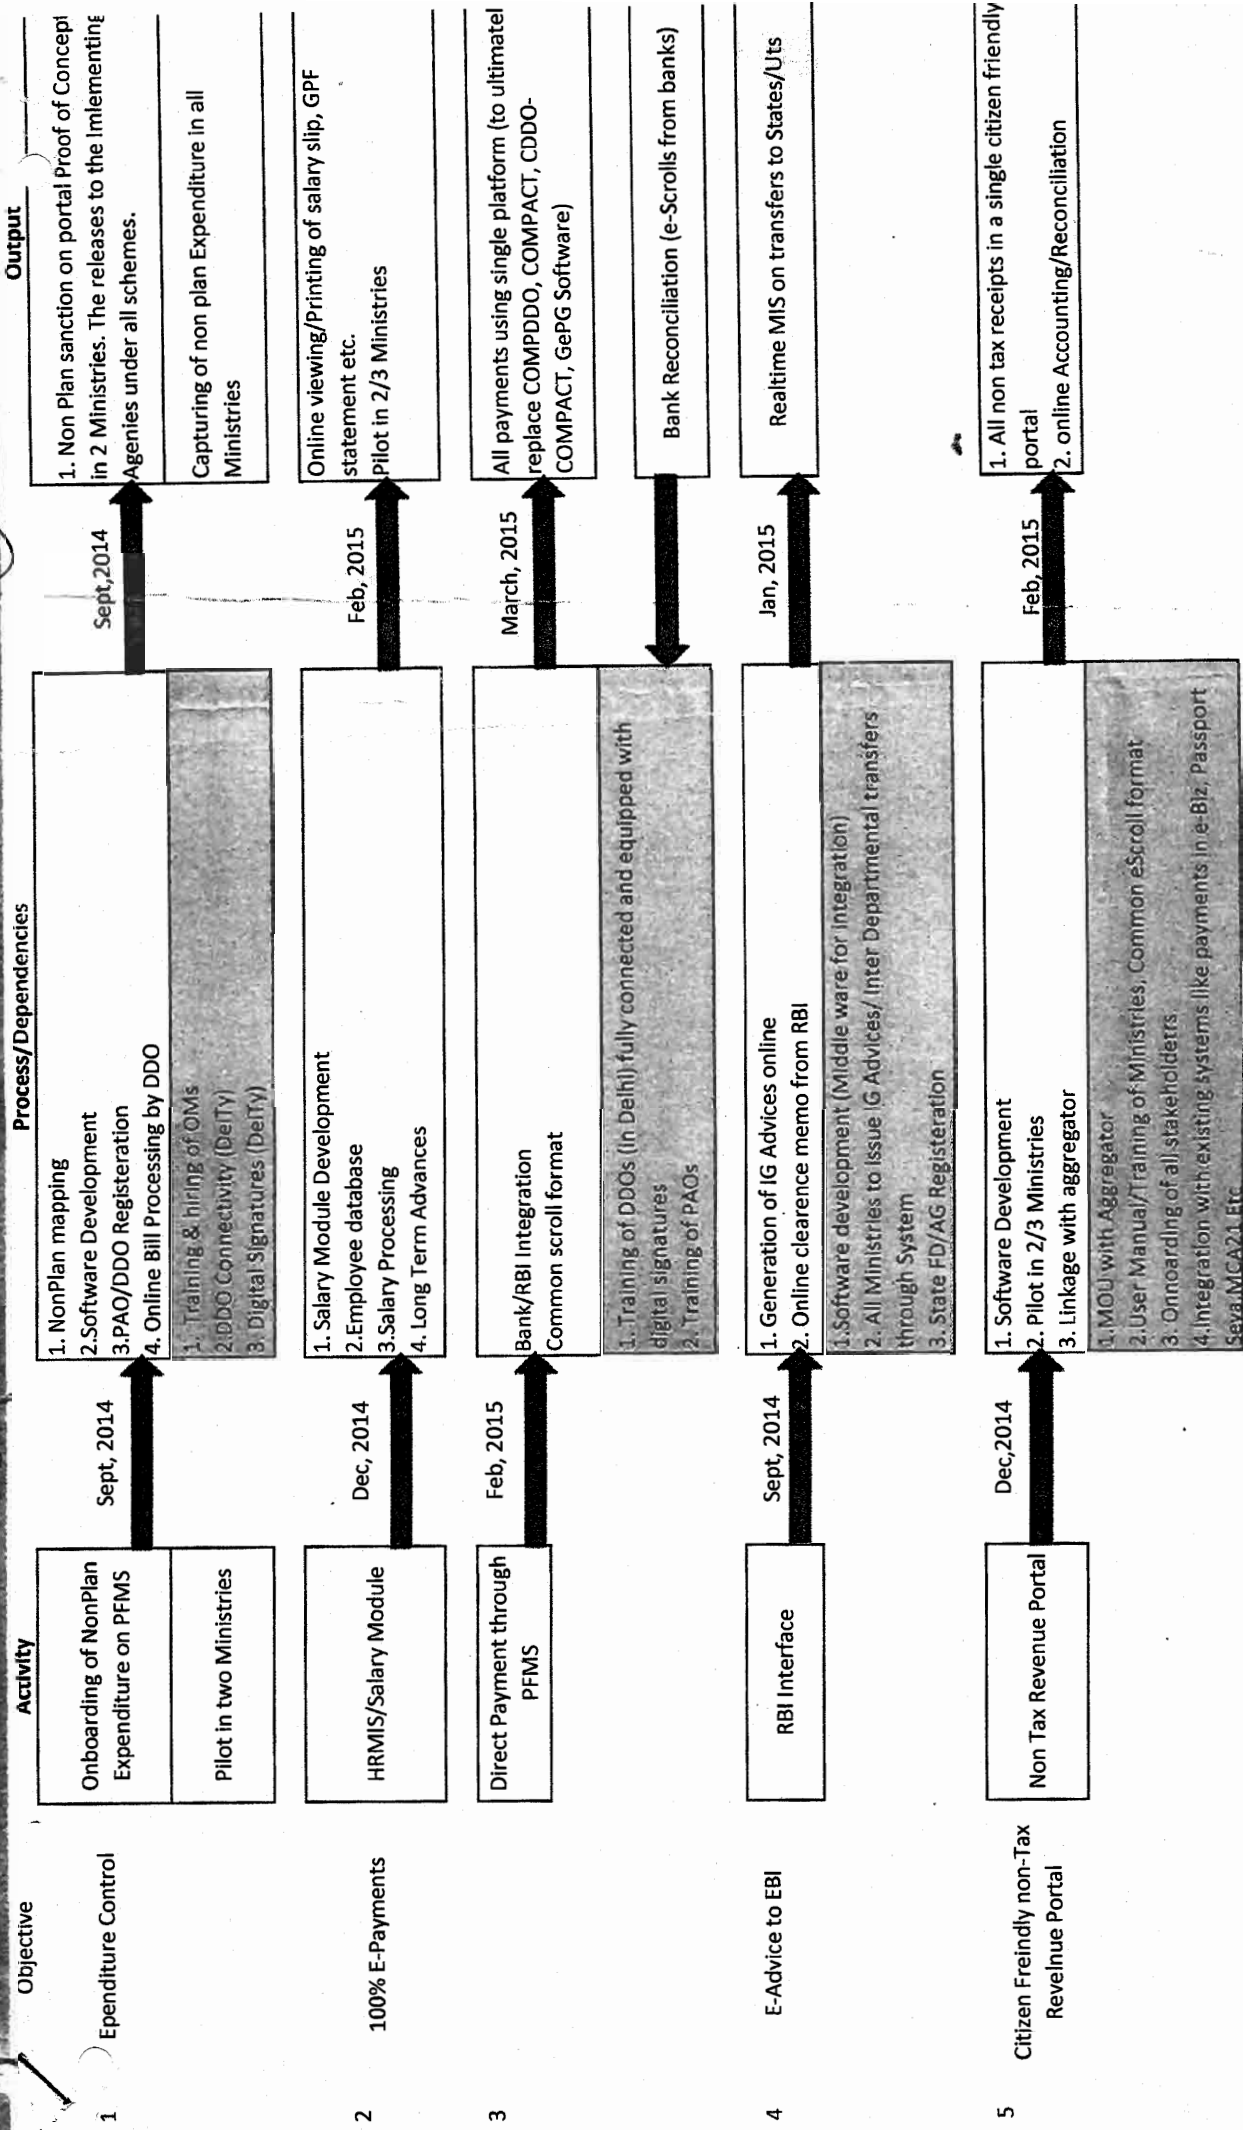 Objective
Activity
Process/Dependencies
Output
1
Ependiture Control
Onboarding of NonPlan
Expenditure on PFMS
Pilot in two Ministries
Sept, 2014
1. NonPlan mapping
2.Software Development
3.PAO/DDO Registeration
4. Online Bill Processing by DDO
1. Training & hiring of OMs
2.DDO Connectivity (DeiTy)
3. Digital Signatures (DeiTy)
Sept,2014
1. Non Plan sanction on portal Proof of Concept
in 2 Ministries. The releases to the Imlementing
Agenies under all schemes.
Capturing of non plan Expenditure in all
Ministries
2
100% E-Payments
HRMIS/Salary Module
Dec, 2014
1. Salary Module Development
2.Employee database
3.Salary Processing
4. Long Term Advances
Feb, 2015
Online viewing/Printing of salary slip, GPF
statement etc.
Pilot in 2/3 Ministries
3
Direct Payment through
PFMS
Feb, 2015
Bank/RBI Integration
Common scroll format
1. Training of DDOs (In Delhi) fully connected and equipped with
digital signatures
2. Training of PAOs
March, 2015
All payments using single platform (to ultimatel
replace COMPDDO, COMPACT, CDDO-
COMPACT, GePG Software)
Bank Reconciliation (e-Scrolls from banks)
4
E-Advice to EBI
RBI Interface
Sept, 2014
1. Generation of IG Advices online
2. Online clearence memo from RBI
1.Software development (Middle ware for integration)
2. All Ministries to issue IG Advices/ Inter Departmental transfers
through System
3. State FD/AG Registeration
Jan, 2015
Realtime MIS on transfers to States/Uts
5
Citizen Freindly non-Tax
Revelnue Portal
Non Tax Revenue Portal
Dec,2014
1. Software Development
2. Pilot in 2/3 Ministries
3. Linkage with aggregator
1.MOU with Aggregator
2.User Manual/Training of Ministries, Common eScroll format
3 Onnoarding of all stakeholdetrs
4.Integration with existing systems like payments in e-Biz, Passport
Seva,MCA21 Etc
Feb, 2015
1. All non tax receipts in a single citizen friendly
portal
2. online Accounting/Reconciliation